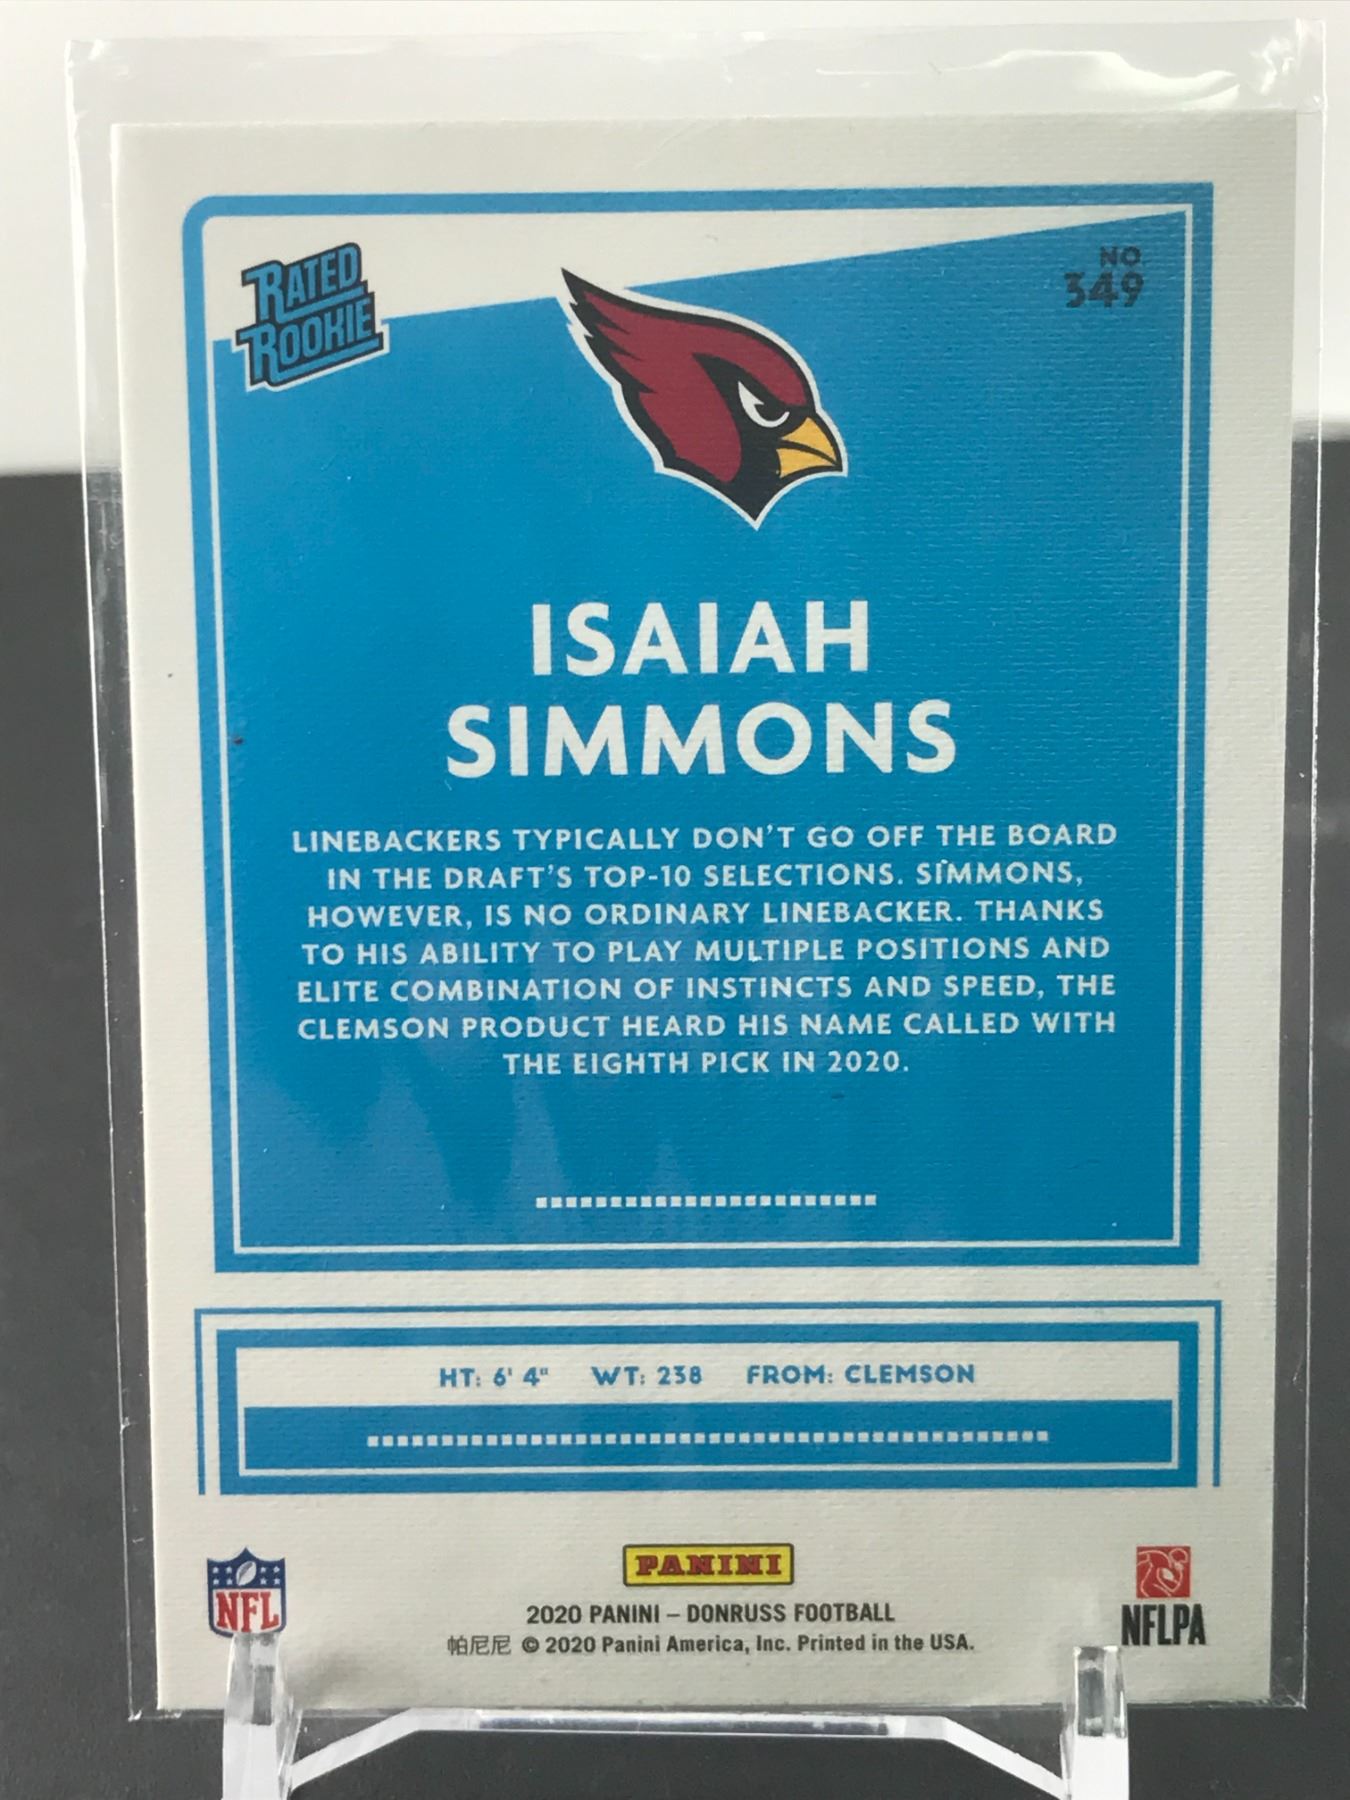 RATED
ROOKIE
NO
349
ISAIAH
SIMMONS
LINEBACKERS TYPICALLY DON'T GO OFF THE BOARD
IN THE DRAFT'S TOP-10 SELECTIONS. SIMMONS,
HOWEVER, IS NO ORDINARY LINEBACKER. THANKS
TO HIS ABILITY TO PLAY MULTIPLE POSITIONS AND
ELITE COMBINATION OF INSTINCTS AND SPEED, THE
CLEMSON PRODUCT HEARD HIS NAME CALLED WITH
THE EIGHTH PICK IN 2020.
HT: 6' 4" WT: 238 FROM: CLEMSON
NFL
PANINI
NFLPA
2020 PANINI – DONRUSS FOOTBALL
帕尼尼 © 2020 Panini America, Inc. Printed in the USA.